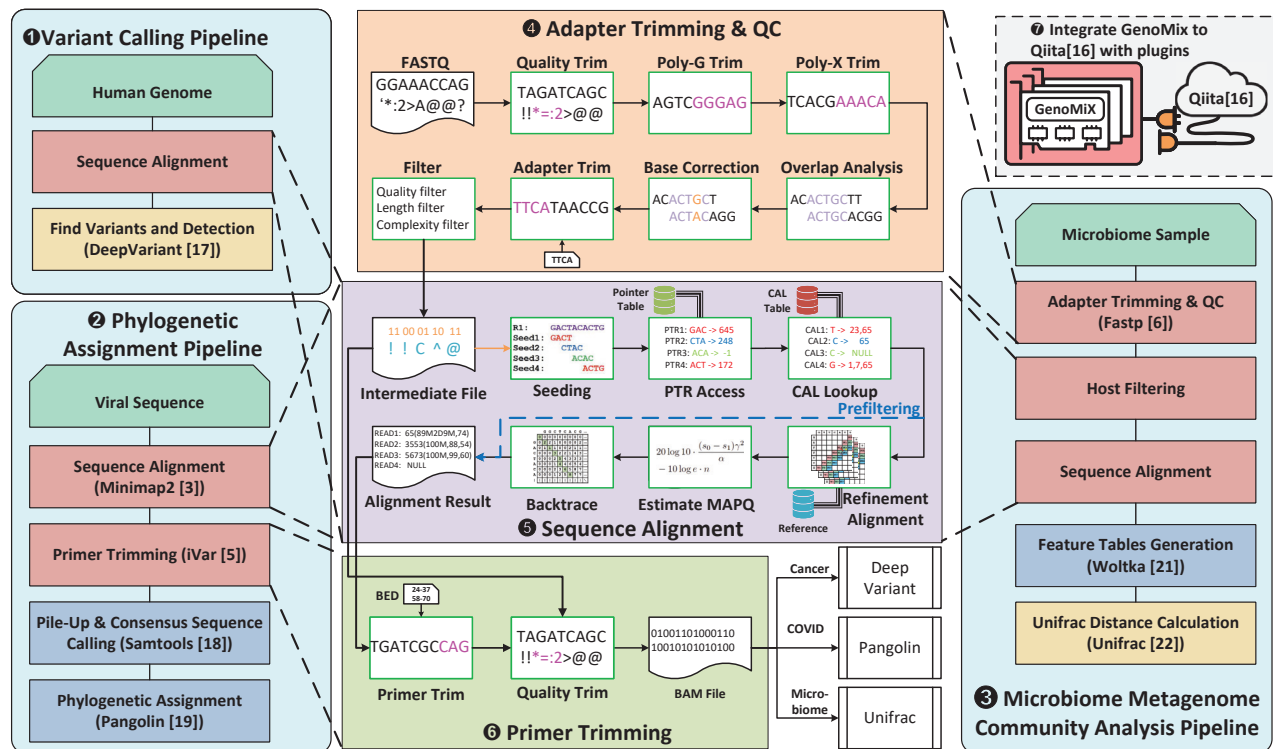 ❶Variant Calling Pipeline
Human Genome
Sequence Alignment
Find Variants and Detection
(DeepVariant [17])
❷ Phylogenetic
Assignment Pipeline
Viral Sequence
Sequence Alignment
(Minimap2 [3])
Primer Trimming (iVar [5])
Pile-Up & Consensus Sequence
Calling (Samtools [18])
Phylogenetic Assignment
(Pangolin [19])
❹ Adapter Trimming & QC
FASTQ
GGAAACCAG
‘*:2>A@@?
Quality Trim
TAGATCAGC
!!*=:2>@@
Poly-G Trim
AGTCGGGAG
Poly-X Trim
TCACGAAACA
Filter
Quality filter
Length filter
Complexity filter
Adapter Trim
TTCATAACCG
TTCA
Base Correction
ACACTGCT
ACTACAGG
Overlap Analysis
ACACTGCTT
ACTGCACGG
11 00 01 10 11
! ! C ^ @
Intermediate File
R1: GACTACACTG
Seed1: GACT
Seed2: CTAC
Seed3: ACAC
Seed4: ACTG
Seeding
Pointer
Table
PTR1: GAC -> 645
PTR2: CTA -> 248
PTR3: ACA -> -1
PTR4: ACT -> 172
PTR Access
CAL
Table
CAL1: T -> 23,65
CAL2: C -> 65
CAL3: C -> NULL
CAL4: G -> 1,7,65
CAL Lookup
Prefiltering
READ1: 65(89M2D9M,74)
READ2: 3553(100M,88,54)
READ3: 5673(100M,99,60)
READ4: NULL
Alignment Result
Backtrace
20 log 10 · (s0 − s1)γ² / α
− 10 log e · n
Estimate MAPQ
Refinement
Alignment
Reference
❺ Sequence Alignment
BED
24-37
58-70
TGATCGCCAG
Primer Trim
TAGATCAGC
!!*=:2>@@
Quality Trim
01001101000110
10010101010100
BAM File
❻ Primer Trimming
Cancer
Deep
Variant
COVID
Pangolin
Micro-
biome
Unifrac
❼ Integrate GenoMix to
Qiita[16] with plugins
GenoMiX
Qiita[16]
Microbiome Sample
Adapter Trimming & QC
(Fastp [6])
Host Filtering
Sequence Alignment
Feature Tables Generation
(Woltka [21])
Unifrac Distance Calculation
(Unifrac [22])
❸ Microbiome Metagenome
Community Analysis Pipeline